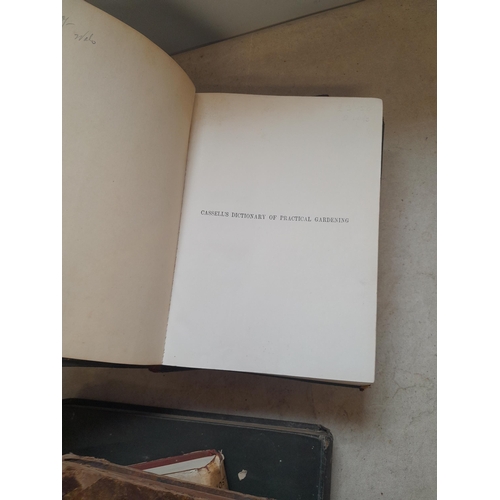 CASSELL'S DICTIONARY OF PRACTICAL GARDENING